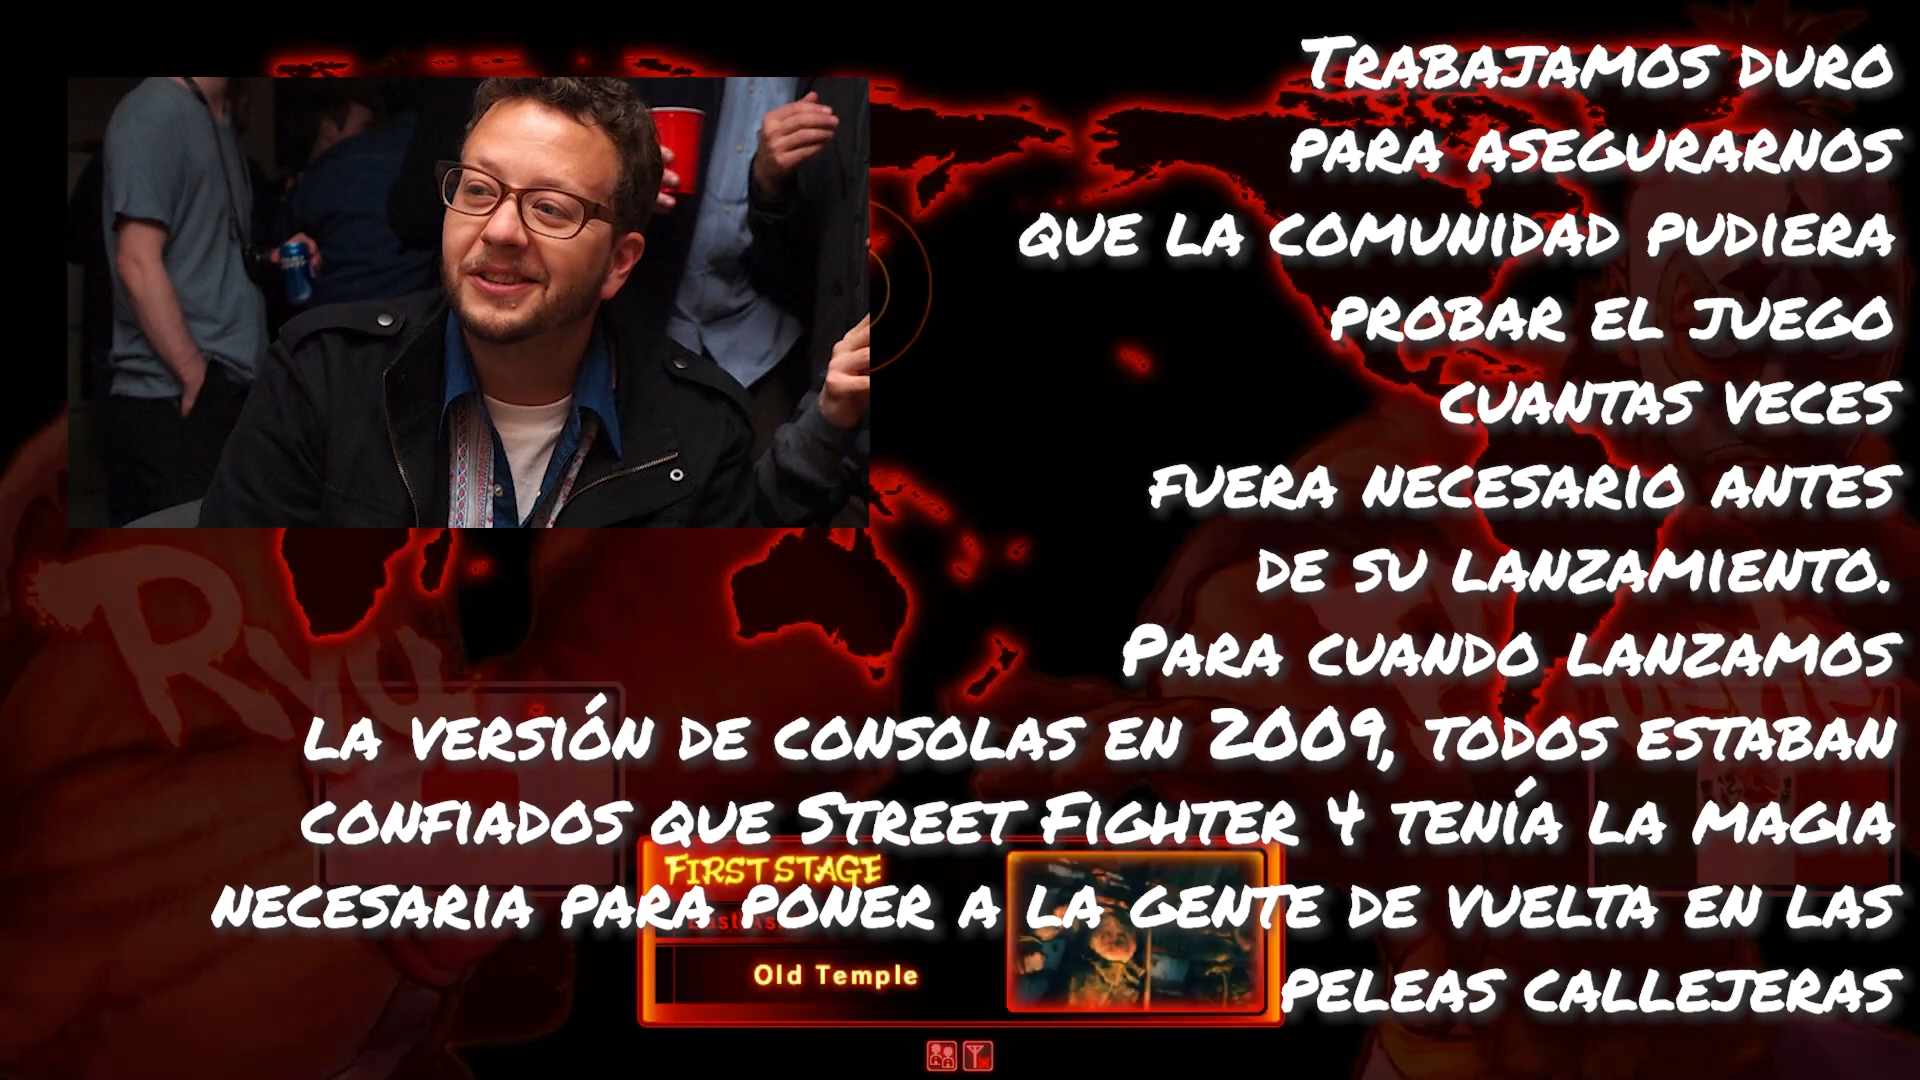 Trabajamos duro
para asegurarnos
que la comunidad pudiera
probar el juego
cuantas veces
fuera necesario antes
de su lanzamiento.
Para cuando lanzamos
la versión de consolas en 2009, todos estaban
confiados que Street Fighter 4 tenía la magia
necesaria para poner a la gente de vuelta en las
peleas callejeras
Ryu
FIRST STAGE
Old Temple